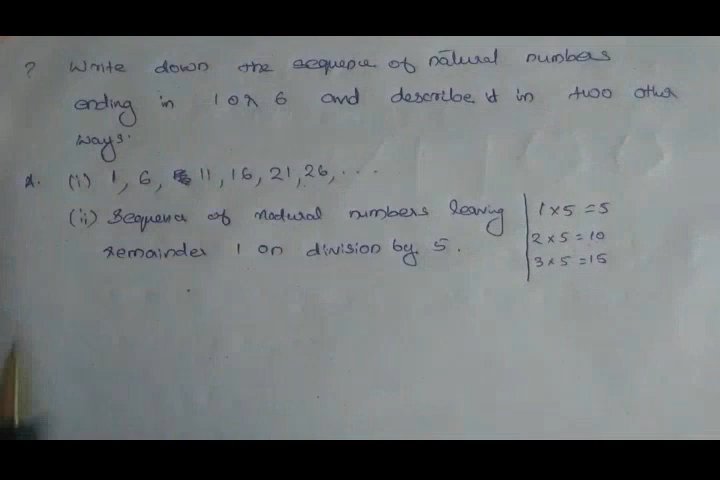 ? Write down the sequence of natural numbers
ending in 1 or 6 and describe it in two other
ways.
A. (i) 1, 6, 11, 16, 21, 26, ...
(ii) Sequence of natural numbers leaving
remainder 1 on division by 5.
1 x 5 = 5
2 x 5 = 10
3 x 5 = 15